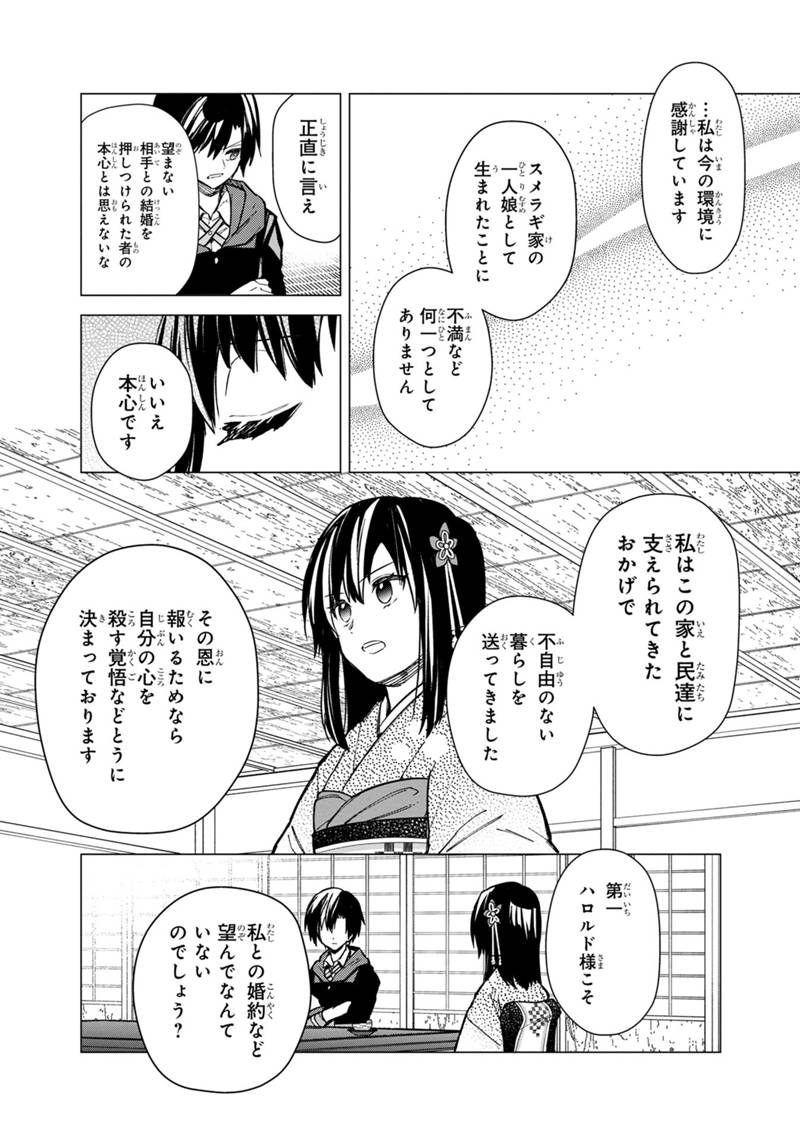 …私は今の環境に
感謝しています
スメラギ家の
一人娘として
生まれたことに
不満など
何一つとして
ありません
正直に言え
望まない
相手との結婚を
押しつけられた者の
本心とは思えないな
いいえ
本心です
私はこの家と民達に
支えられてきた
おかげで
不自由のない
暮らしを
送ってきました
その恩に
報いるためなら
自分の心を
殺す覚悟などとうに
決まっております
第一
ハロルド様こそ
私との婚約など
望んでなんて
いない
のでしょう？